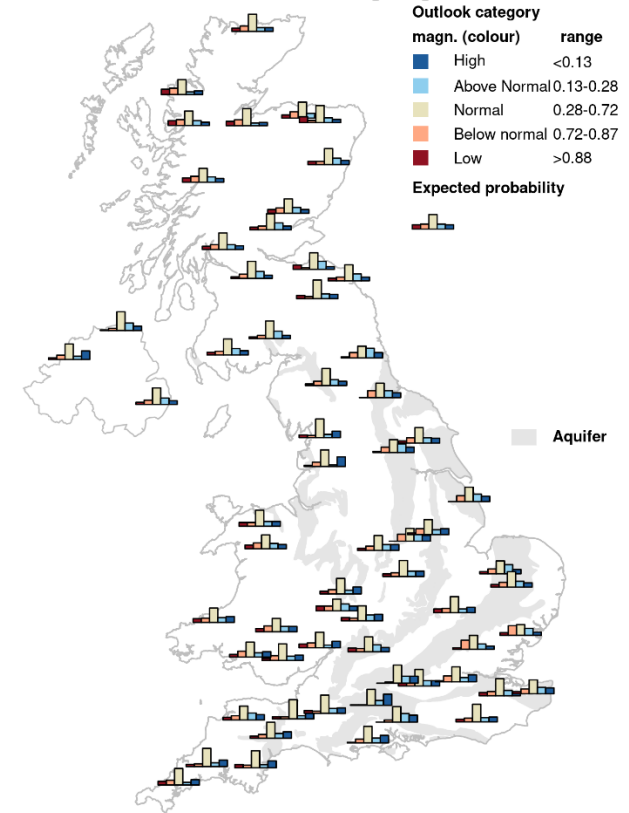 Outlook category
magn. (colour) range
High <0.13
Above Normal 0.13-0.28
Normal 0.28-0.72
Below normal 0.72-0.87
Low >0.88
Expected probability
Aquifer